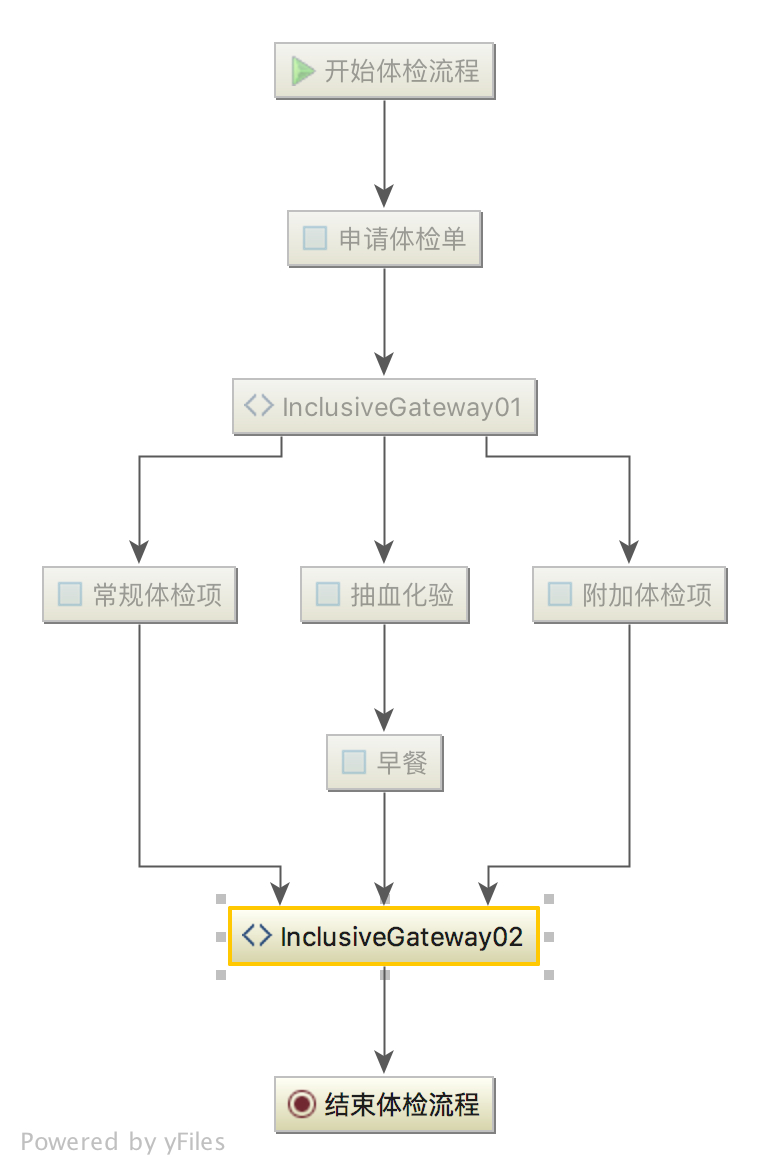 开始体检流程
申请体检单
InclusiveGateway01
常规体检项
抽血化验
附加体检项
早餐
InclusiveGateway02
结束体检流程
Powered by yFiles